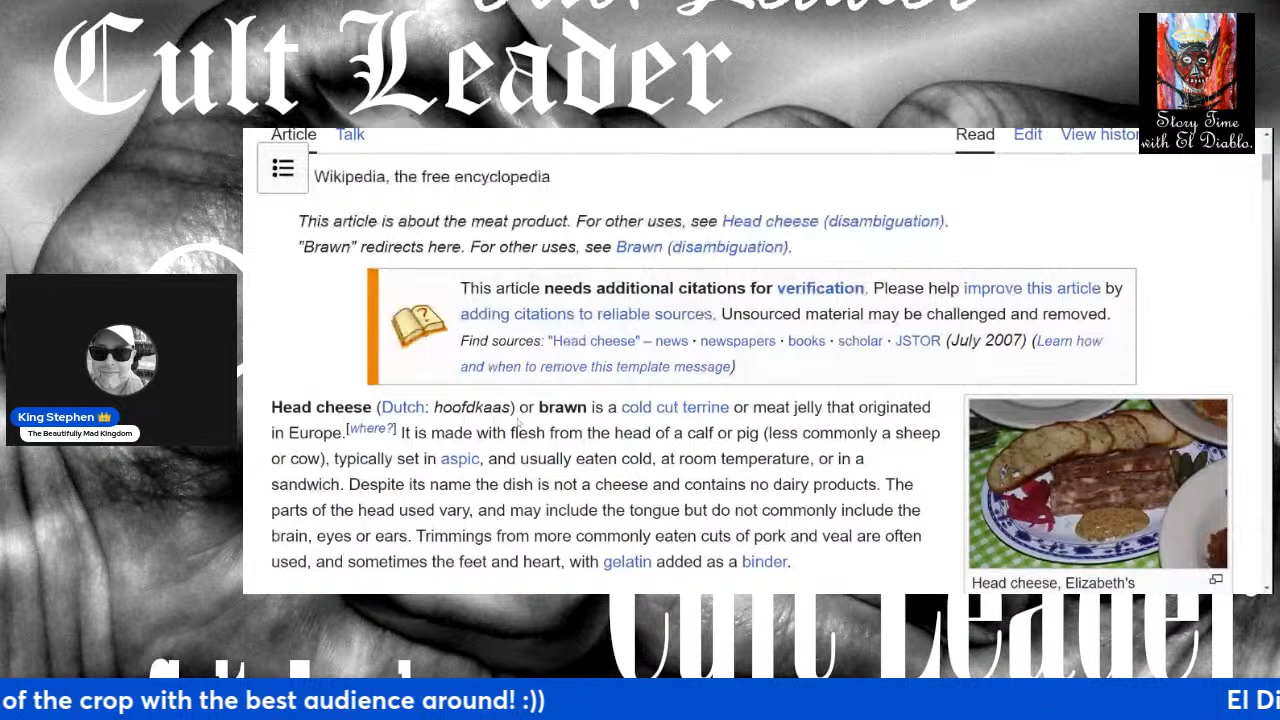 Cult Leader
Cult Leader
Story Time
with El Diablo.
Article Talk Read Edit View histor
Wikipedia, the free encyclopedia
This article is about the meat product. For other uses, see Head cheese (disambiguation).
"Brawn" redirects here. For other uses, see Brawn (disambiguation).
This article needs additional citations for verification. Please help improve this article by
adding citations to reliable sources. Unsourced material may be challenged and removed.
Find sources: "Head cheese" – news · newspapers · books · scholar · JSTOR (July 2007) (Learn how
and when to remove this template message)
Head cheese (Dutch: hoofdkaas) or brawn is a cold cut terrine or meat jelly that originated
in Europe.[where?] It is made with flesh from the head of a calf or pig (less commonly a sheep
or cow), typically set in aspic, and usually eaten cold, at room temperature, or in a
sandwich. Despite its name the dish is not a cheese and contains no dairy products. The
parts of the head used vary, and may include the tongue but do not commonly include the
brain, eyes or ears. Trimmings from more commonly eaten cuts of pork and veal are often
used, and sometimes the feet and heart, with gelatin added as a binder.
Head cheese, Elizabeth's
King Stephen 👑
The Beautifully Mad Kingdom
Cult Leader
of the crop with the best audience around! :)) El Di